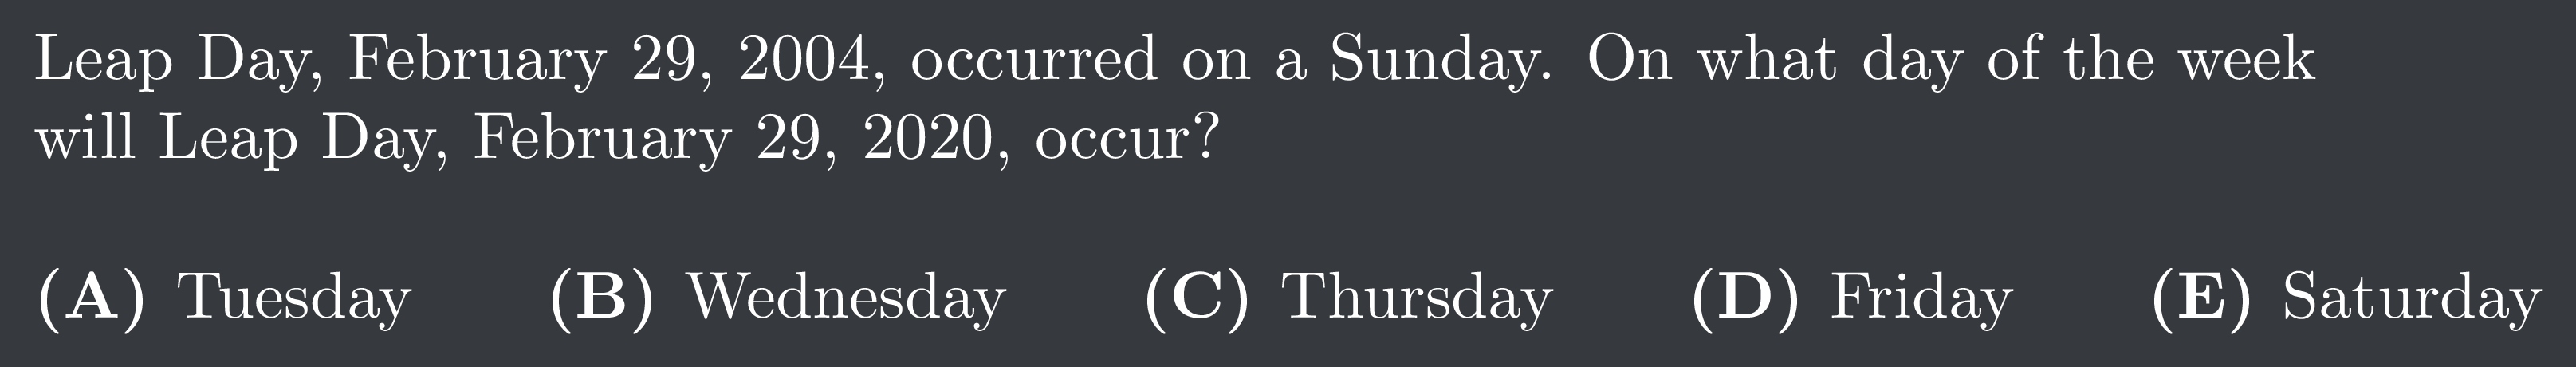 Leap Day, February 29, 2004, occurred on a Sunday. On what day of the week
will Leap Day, February 29, 2020, occur?
(A) Tuesday (B) Wednesday (C) Thursday (D) Friday (E) Saturday